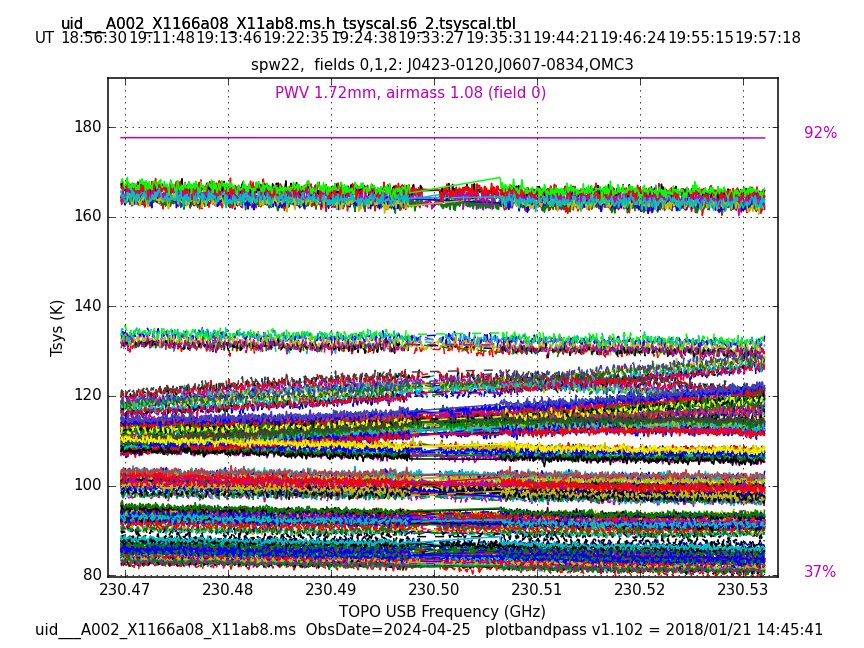 uid___A002_X1166a08_X11ab8.ms.h_tsyscal.s6_2.tsyscal.tbl
UT 18:56:30 19:11:48 19:13:46 19:22:35 19:24:38 19:33:27 19:35:31 19:44:21 19:46:24 19:55:15 19:57:18
spw22,  fields 0,1,2: J0423-0120,J0607-0834,OMC3
PWV 1.72mm, airmass 1.08 (field 0)
180
92%
160
140
Tsys (K)
120
100
80
37%
230.47 230.48 230.49 230.50 230.51 230.52 230.53
TOPO USB Frequency (GHz)
uid___A002_X1166a08_X11ab8.ms  ObsDate=2024-04-25   plotbandpass v1.102 = 2018/01/21 14:45:41